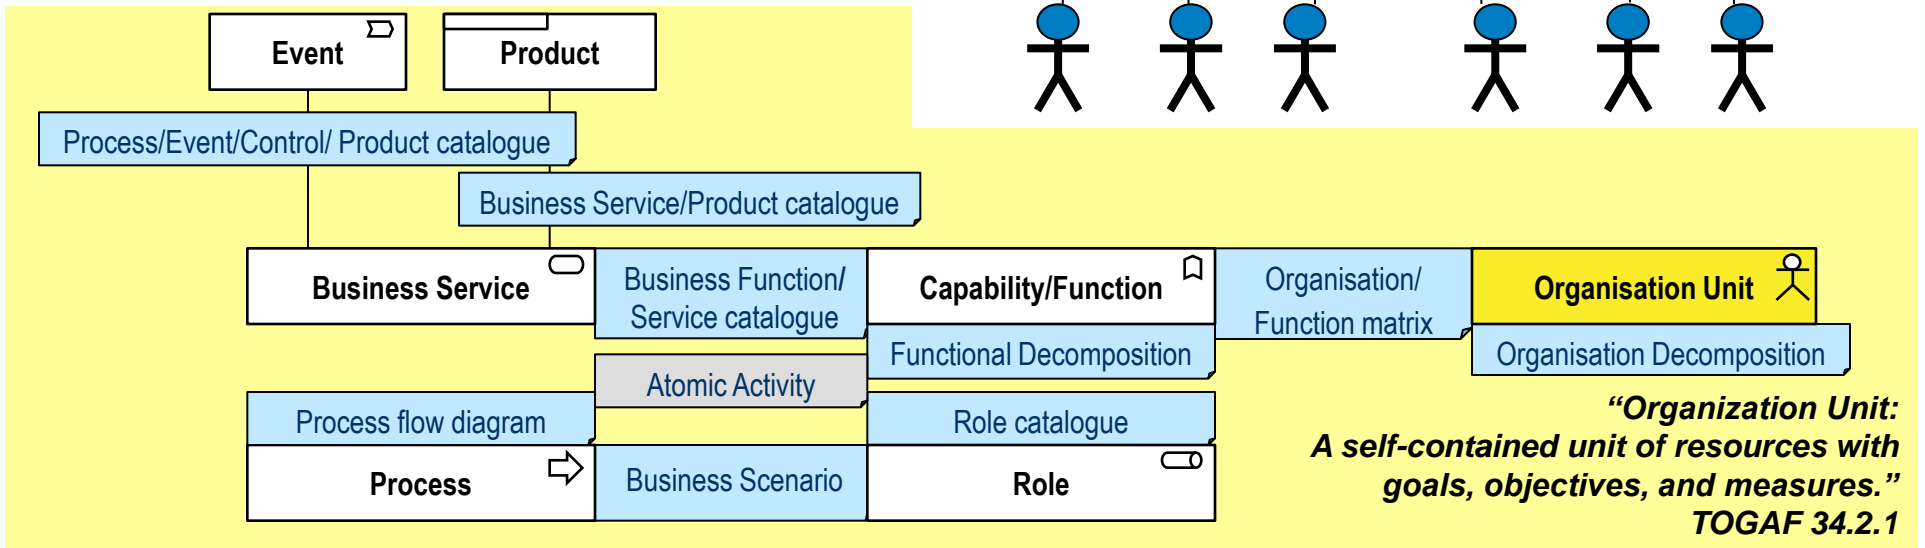 Event
Product
Process/Event/Control/ Product catalogue
Business Service/Product catalogue
Business Service
Business Function/
Service catalogue
Capability/Function
Organisation/
Function matrix
Organisation Unit
Functional Decomposition
Organisation Decomposition
Atomic Activity
Process flow diagram
Role catalogue
Process
Business Scenario
Role
“Organization Unit:
A self-contained unit of resources with
goals, objectives, and measures.”
TOGAF 34.2.1